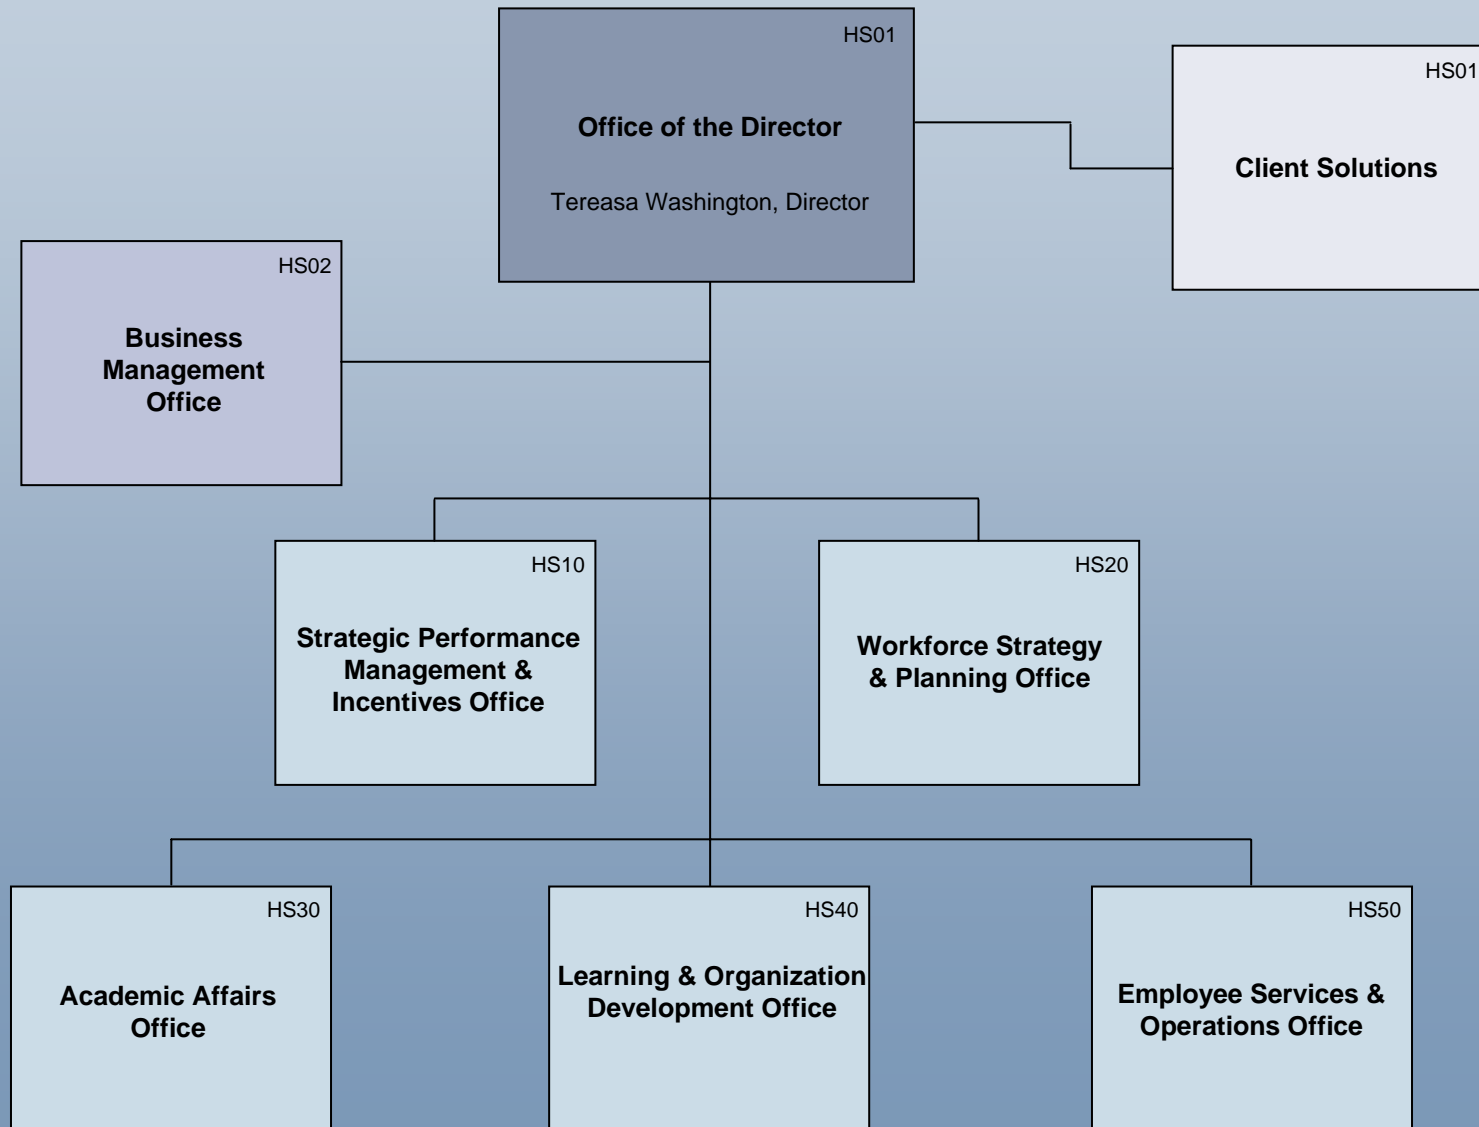 HS01
Office of the Director
Tereasa Washington, Director
HS01
Client Solutions
HS02
Business
Management
Office
HS10
Strategic Performance
Management &
Incentives Office
HS20
Workforce Strategy
& Planning Office
HS30
Academic Affairs
Office
HS40
Learning & Organization
Development Office
HS50
Employee Services &
Operations Office